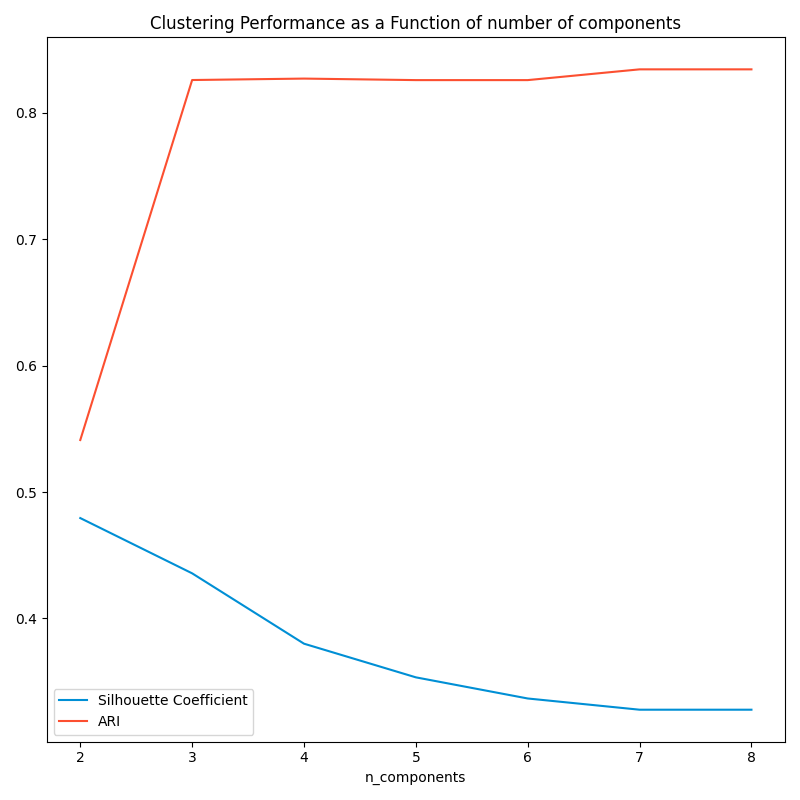 Clustering Performance as a Function of number of components
0.8
0.7
0.6
0.5
0.4
Silhouette Coefficient
ARI
2 3 4 5 6 7 8
n_components